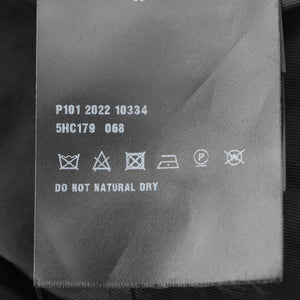 P101 2022 10334
5HC179 068
DO NOT NATURAL DRY